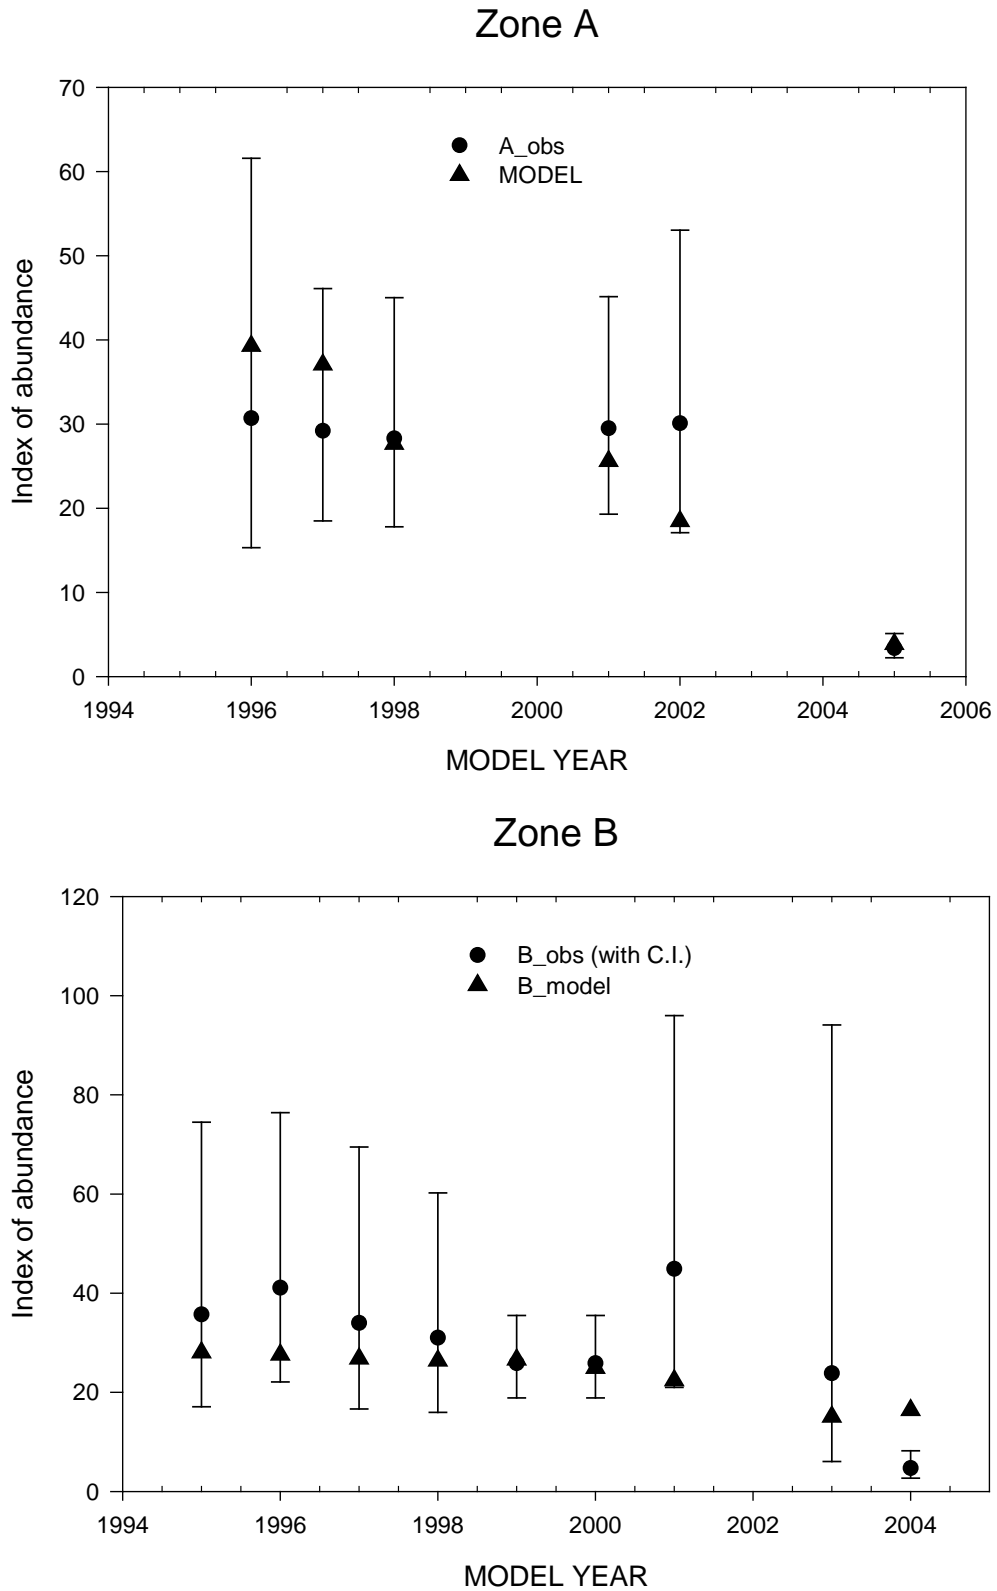 Zone A
70
60
50
40
30
20
10
0
Index of abundance
A_obs
MODEL
1994 1996 1998 2000 2002 2004 2006
MODEL YEAR
Zone B
120
100
80
60
40
20
0
Index of abundance
B_obs (with C.I.)
B_model
1994 1996 1998 2000 2002 2004
MODEL YEAR